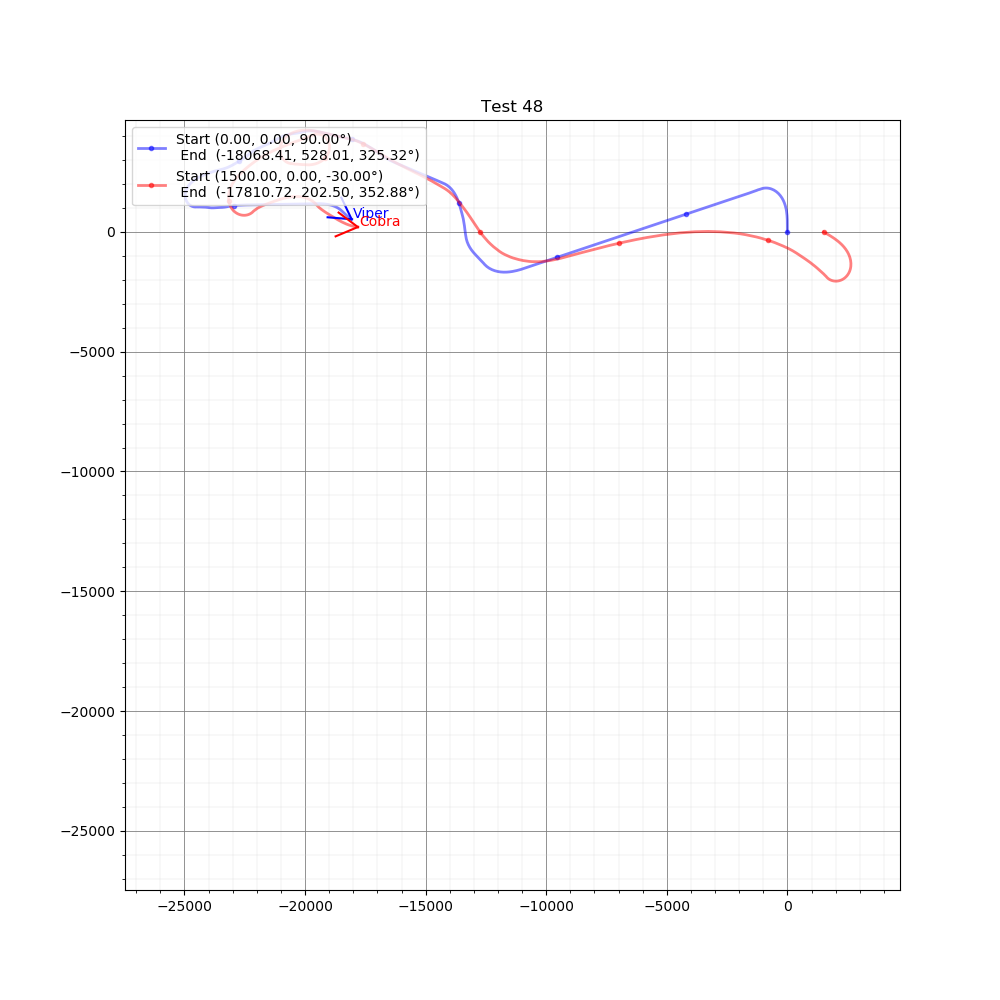 Test 48
Start (0.00, 0.00, 90.00°)
End (-18068.41, 528.01, 325.32°)
Start (1500.00, 0.00, -30.00°)
End (-17810.72, 202.50, 352.88°)
Viper
Cobra
0
−5000
−10000
−15000
−20000
−25000
−25000 −20000 −15000 −10000 −5000 0